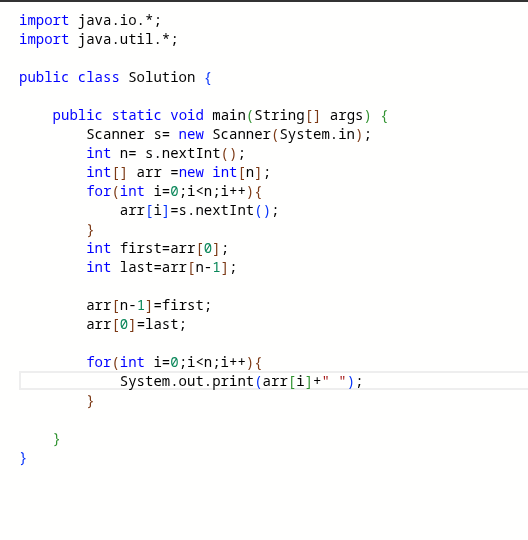 import java.io.*;
import java.util.*;

public class Solution {

    public static void main(String[] args) {
        Scanner s= new Scanner(System.in);
        int n= s.nextInt();
        int[] arr =new int[n];
        for(int i=0;i<n;i++){
            arr[i]=s.nextInt();
        }
        int first=arr[0];
        int last=arr[n-1];

        arr[n-1]=first;
        arr[0]=last;

        for(int i=0;i<n;i++){
            System.out.print(arr[i]+" ");
        }

    }
}